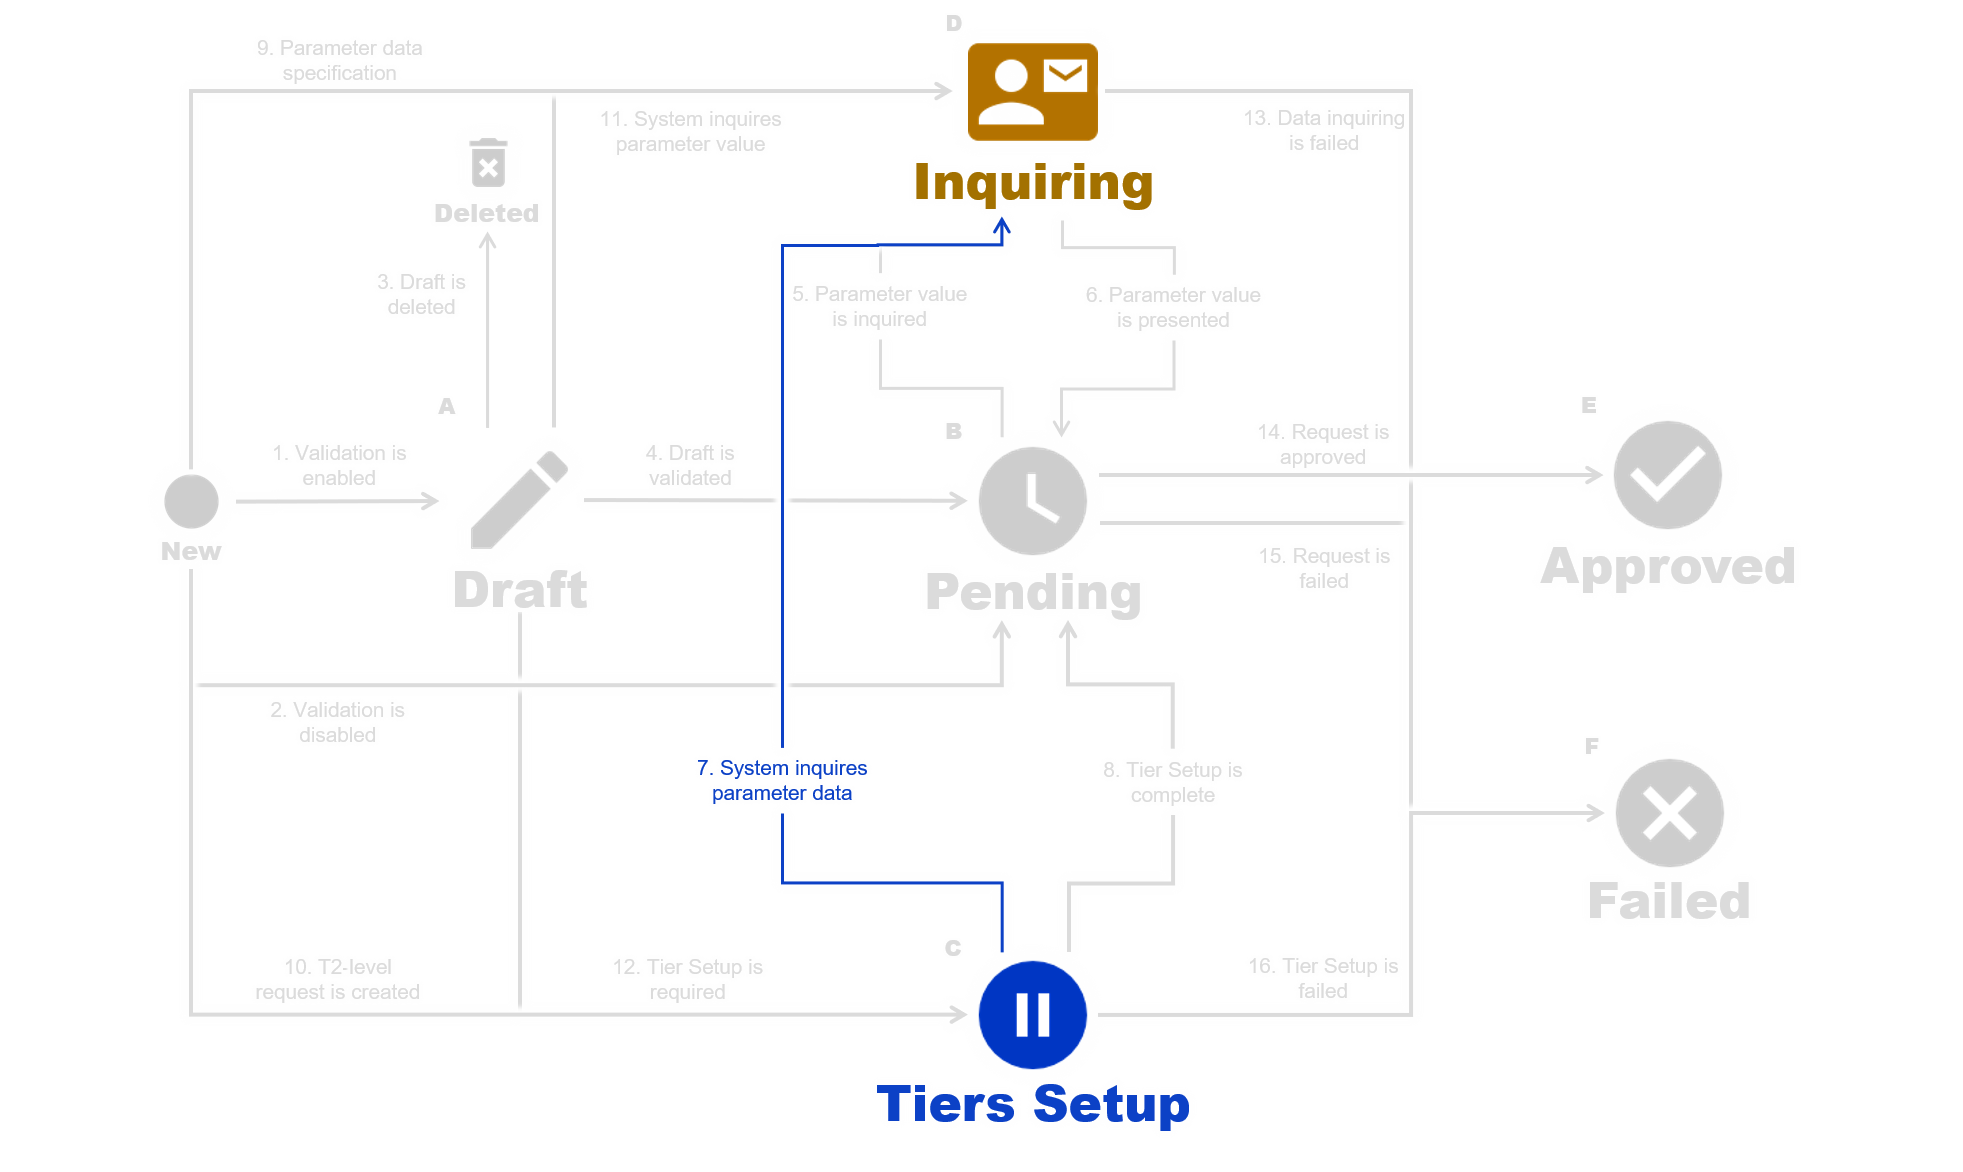 D
9. Parameter data
specification
Inquiring
11. System inquires
parameter value
13. Data inquiring
is failed
Deleted
3. Draft is
deleted
5. Parameter value
is inquired
6. Parameter value
is presented
A
B
E
1. Validation is
enabled
4. Draft is
validated
14. Request is
approved
New
Draft
Pending
15. Request is
failed
Approved
2. Validation is
disabled
7. System inquires
parameter data
8. Tier Setup is
complete
F
Failed
C
10. T2-level
request is created
12. Tier Setup is
required
16. Tier Setup is
failed
Tiers Setup